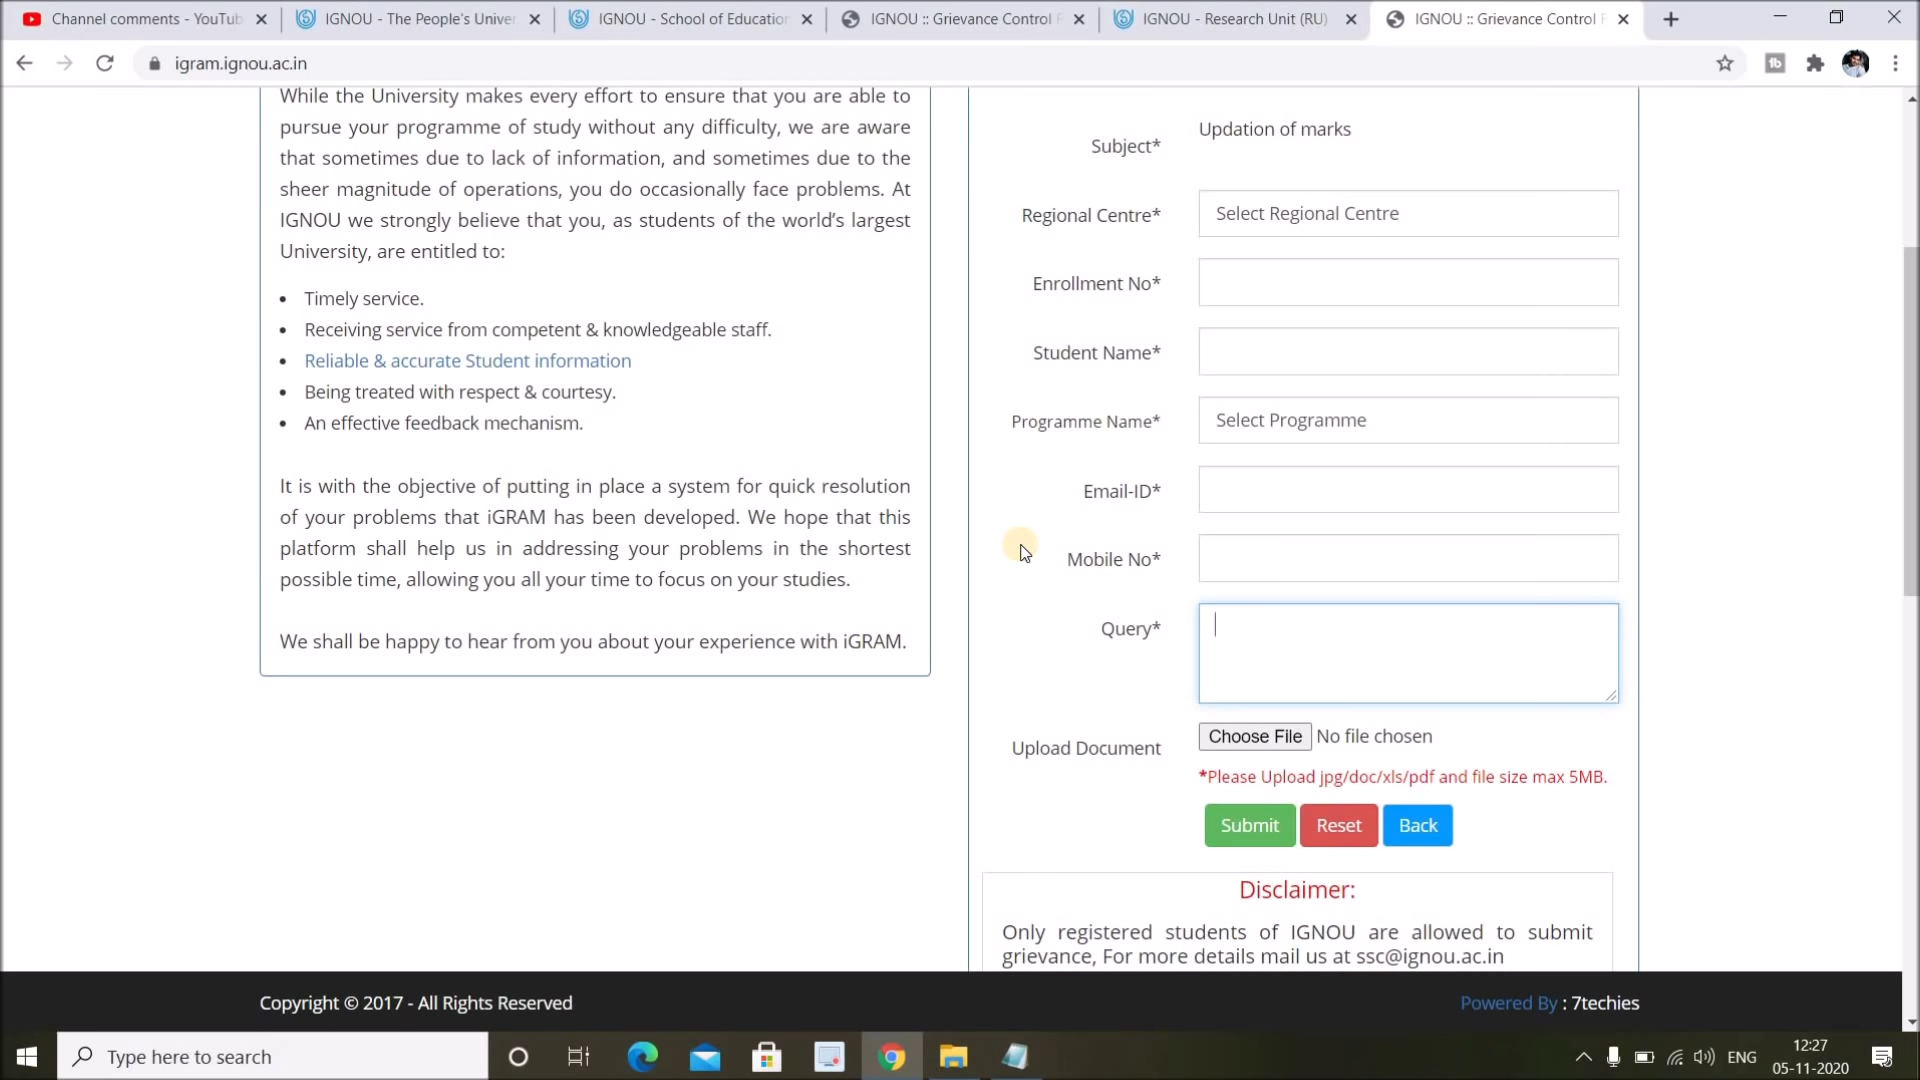 Channel comments - YouTub
IGNOU - The People's Univer
IGNOU - School of Education
IGNOU :: Grievance Control
IGNOU - Research Unit (RU)
IGNOU :: Grievance Control
igram.ignou.ac.in
While the University makes every effort to ensure that you are able to
pursue your programme of study without any difficulty, we are aware
that sometimes due to lack of information, and sometimes due to the
sheer magnitude of operations, you do occasionally face problems. At
IGNOU we strongly believe that you, as students of the world's largest
University, are entitled to:
Timely service.
Receiving service from competent & knowledgeable staff.
Reliable & accurate Student information
Being treated with respect & courtesy.
An effective feedback mechanism.
It is with the objective of putting in place a system for quick resolution
of your problems that iGRAM has been developed. We hope that this
platform shall help us in addressing your problems in the shortest
possible time, allowing you all your time to focus on your studies.
We shall be happy to hear from you about your experience with iGRAM.
Subject* Updation of marks
Regional Centre* Select Regional Centre
Enrollment No*
Student Name*
Programme Name* Select Programme
Email-ID*
Mobile No*
Query*
Upload Document Choose File No file chosen
*Please Upload jpg/doc/xls/pdf and file size max 5MB.
Submit Reset Back
Disclaimer:
Only registered students of IGNOU are allowed to submit
grievance, For more details mail us at ssc@ignou.ac.in
Copyright © 2017 - All Rights Reserved
Powered By : 7techies
Type here to search
ENG
12:27
05-11-2020